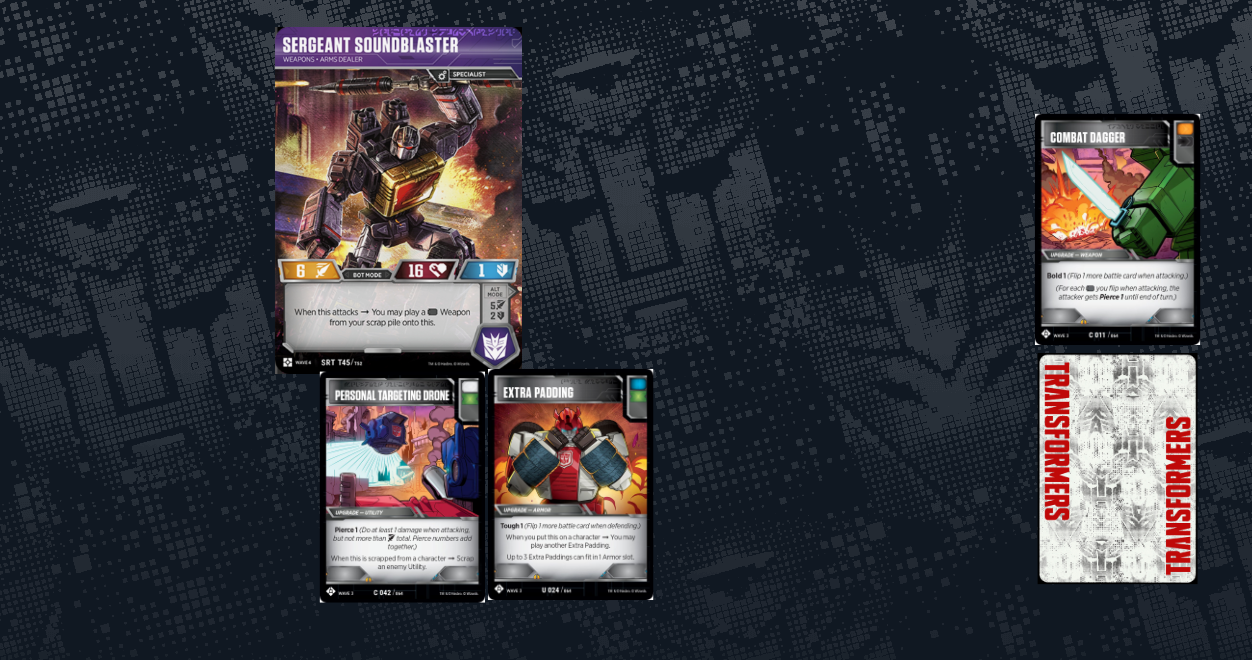 SERGEANT SOUNDBLASTER
WEAPONS • ARMS DEALER
SPECIALIST
6
BOT MODE
16
1
When this attacks → You may play a Weapon
from your scrap pile onto this.
ALT
MODE
5
2
WAVE
SRT T45/
PERSONAL TARGETING DRONE
UPGRADE – UTILITY
Pierce 1 (Do at least 1 damage when attacking,
but not more than total. Pierce numbers add
together.)
When this is scrapped from a character → Scrap
an enemy Utility.
WAVE 3
C 042 /
EXTRA PADDING
UPGRADE – ARMOR
Tough 1 (Flip 1 more battle card when defending.)
When you put this on a character → You may
play another Extra Padding.
Up to 3 Extra Paddings can fit in 1 Armor slot.
WAVE 3
U 024 /
COMBAT DAGGER
UPGRADE – WEAPON
Bold 1 (Flip 1 more battle card when attacking.)
(For each you flip when attacking, the
attacker gets Pierce 1 until end of turn.)
WAVE 3
C 011 /
TRANSFORMERS
TRANSFORMERS